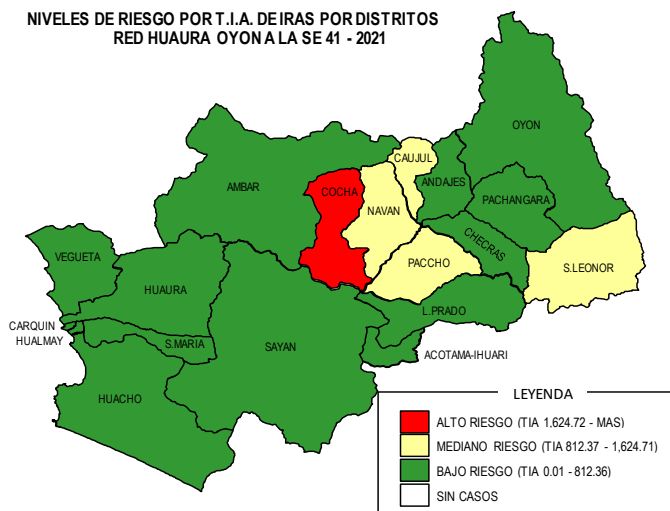 NIVELES DE RIESGO POR T.I.A. DE IRAS POR DISTRITOS
RED HUAURA OYON A LA SE 41 - 2021
OYON
CAUJUL
ANDAJES
AMBAR
COCHA
PACHANGARA
NAVAN
CHECRAS
VEGUETA
PACCHO
S.LEONOR
HUAURA
L.PRADO
CARQUIN
HUALMAY
S.MARIA
SAYAN
ACOTAMA-IHUARI
HUACHO
LEYENDA
ALTO RIESGO (TIA 1,624.72 - MAS)
MEDIANO RIESGO (TIA 812.37 - 1,624.71)
BAJO RIESGO (TIA 0.01 - 812.36)
SIN CASOS